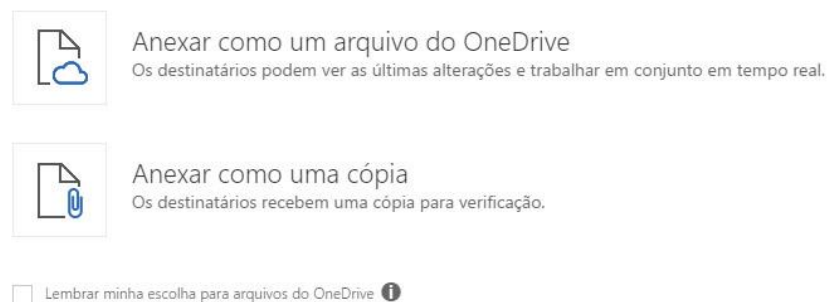 Anexar como um arquivo do OneDrive
Os destinatários podem ver as últimas alterações e trabalhar em conjunto em tempo real.
Anexar como uma cópia
Os destinatários recebem uma cópia para verificação.
Lembrar minha escolha para arquivos do OneDrive